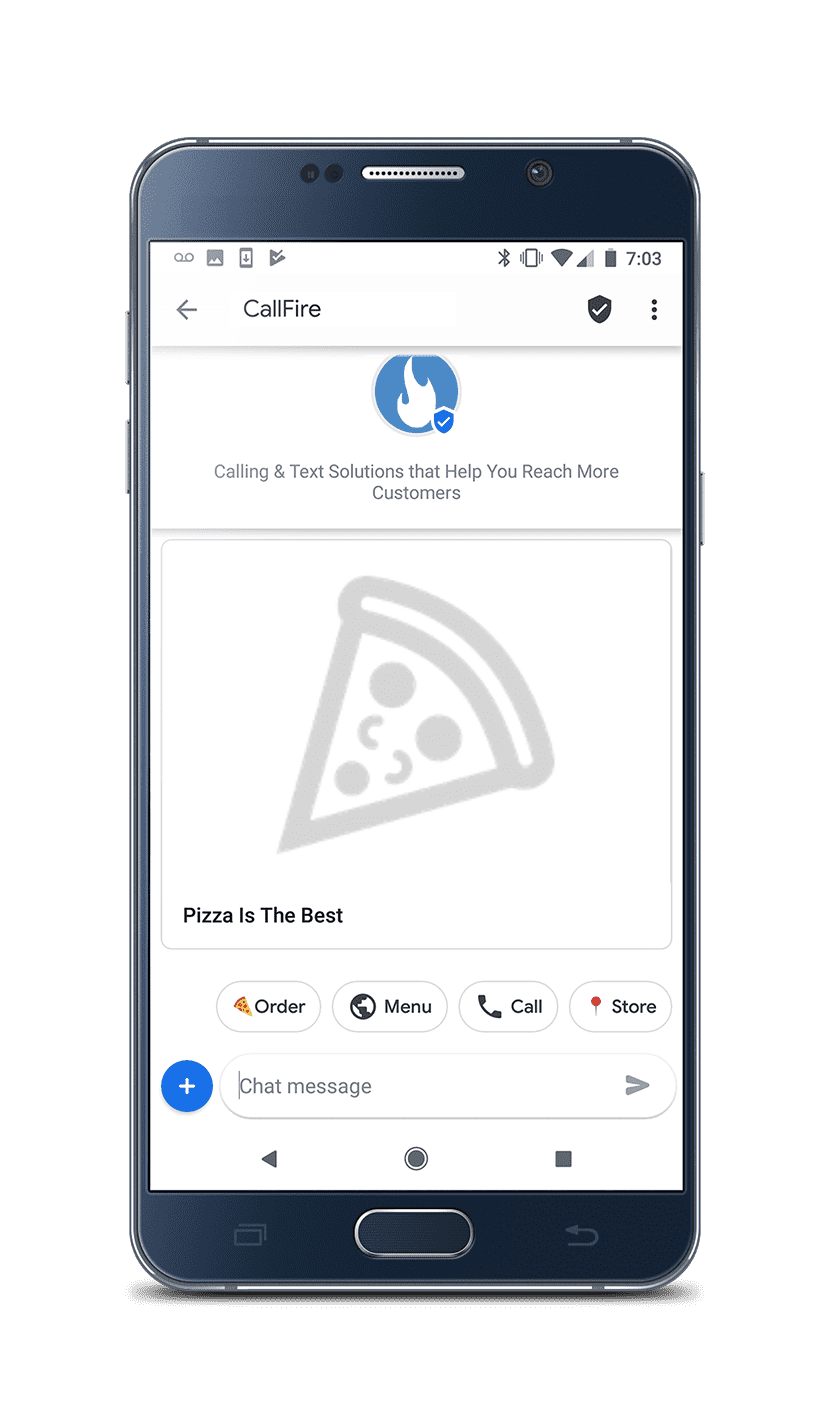 7:03
CallFire
Calling & Text Solutions that Help You Reach More
Customers
Pizza Is The Best
Order
Menu
Call
Store
Chat message